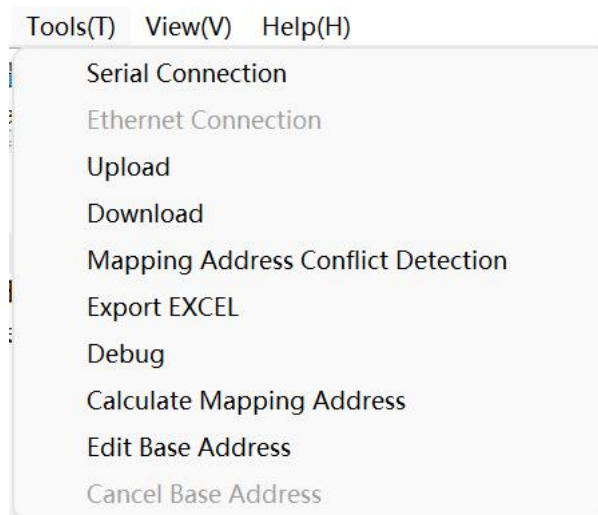 Tools(T) View(V) Help(H)
Serial Connection
Ethernet Connection
Upload
Download
Mapping Address Conflict Detection
Export EXCEL
Debug
Calculate Mapping Address
Edit Base Address
Cancel Base Address